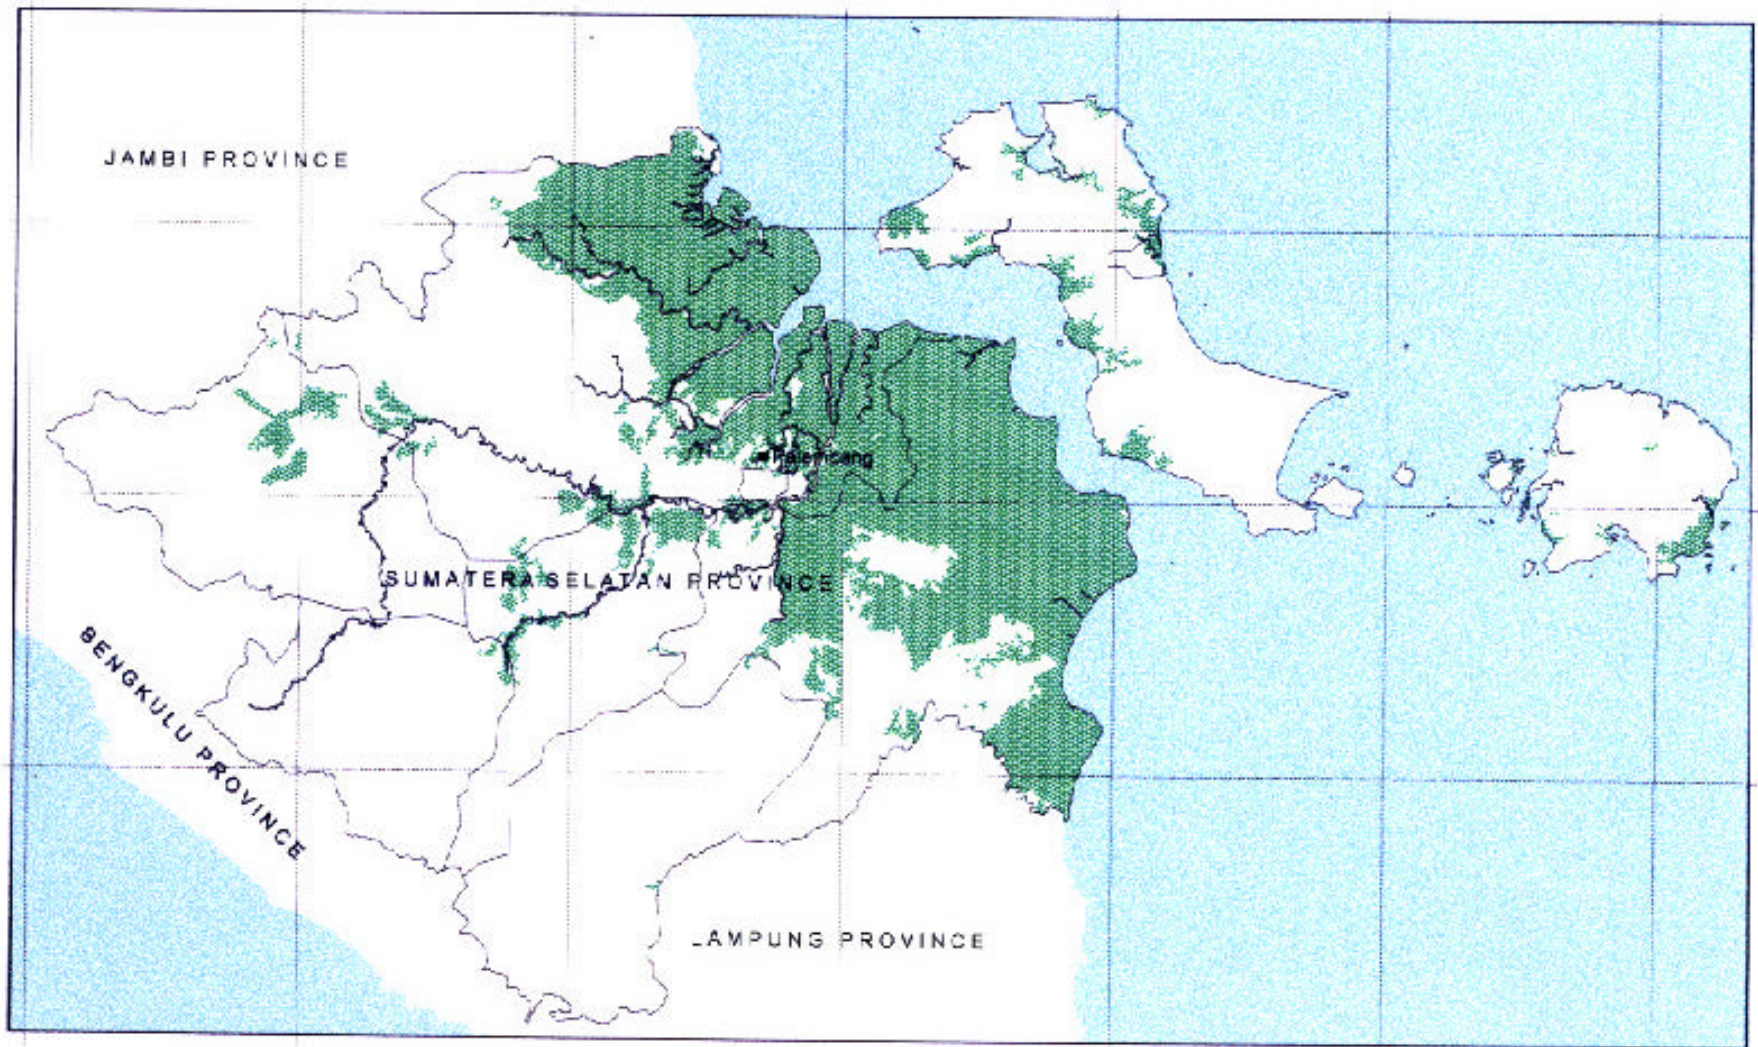 JAMBI PROVINCE
Palembang
SUMATERA SELATAN PROVINCE
BENGKULU PROVINCE
LAMPUNG PROVINCE